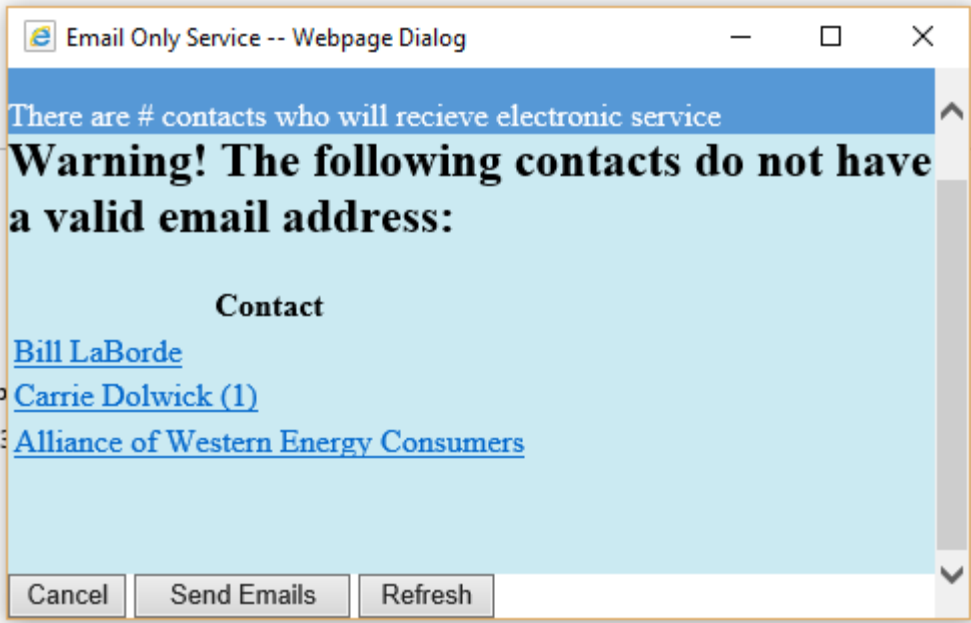 Email Only Service -- Webpage Dialog
There are # contacts who will recieve electronic service
Warning! The following contacts do not have
a valid email address:
Contact
Bill LaBorde
Carrie Dolwick (1)
Alliance of Western Energy Consumers
Cancel Send Emails Refresh